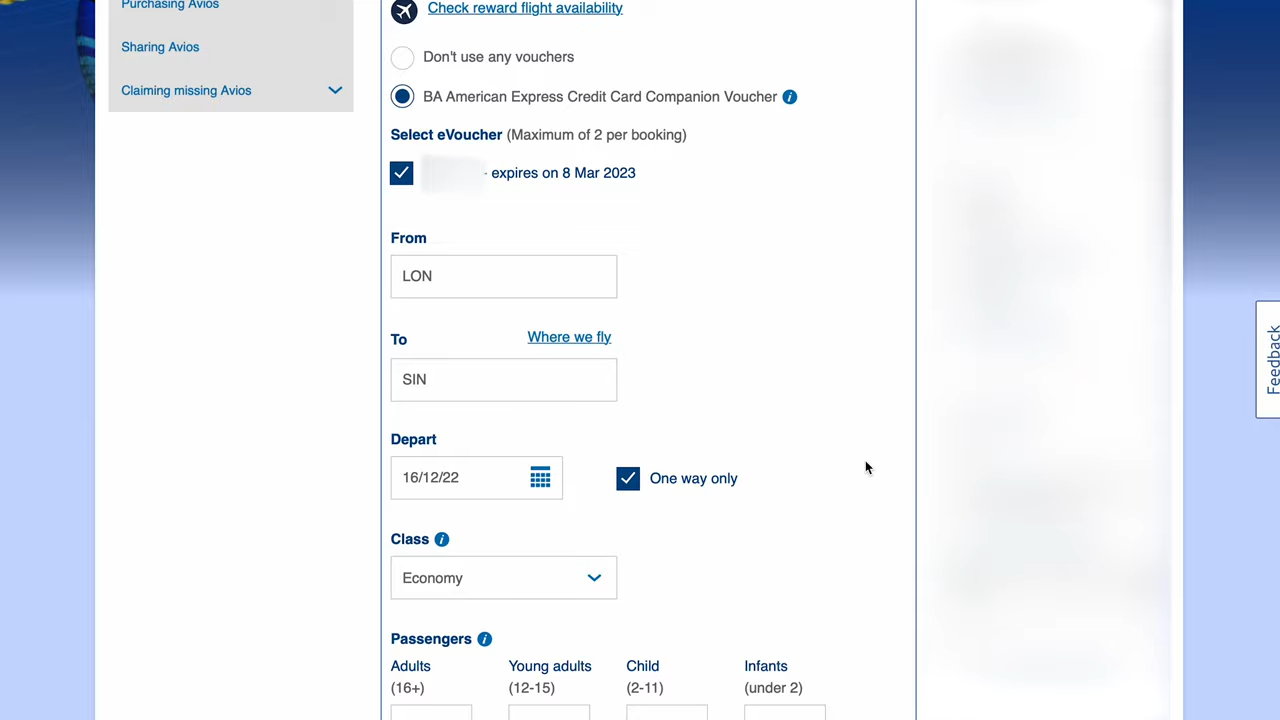 Purchasing Avios
Sharing Avios
Claiming missing Avios
Check reward flight availability
Don't use any vouchers
BA American Express Credit Card Companion Voucher i
Select eVoucher (Maximum of 2 per booking)
- expires on 8 Mar 2023
From
LON
To Where we fly
SIN
Depart
16/12/22 One way only
Class i
Economy
Passengers i
Adults Young adults Child Infants
(16+) (12-15) (2-11) (under 2)
Feedback